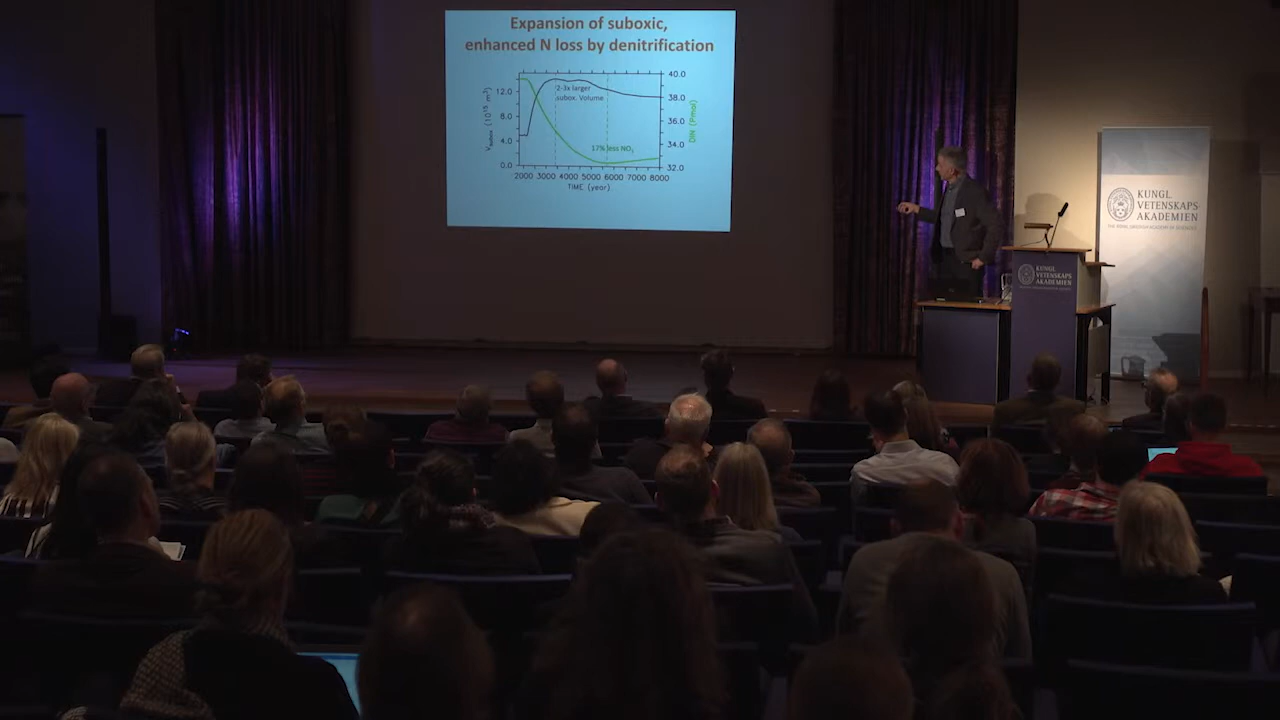 Expansion of suboxic,
enhanced N loss by denitrification
40.0
12.0
2-3x larger
subox. Volume
38.0
8.0
36.0
4.0
17% less NO3
34.0
0.0
32.0
2000 3000 4000 5000 6000 7000 8000
TIME (year)
DIN (Pmol)
KUNGL.
VETENSKAPS-
AKADEMIEN
THE ROYAL SWEDISH ACADEMY OF SCIENCES
KUNGL.
VETENSKAPS
AKADEMIEN